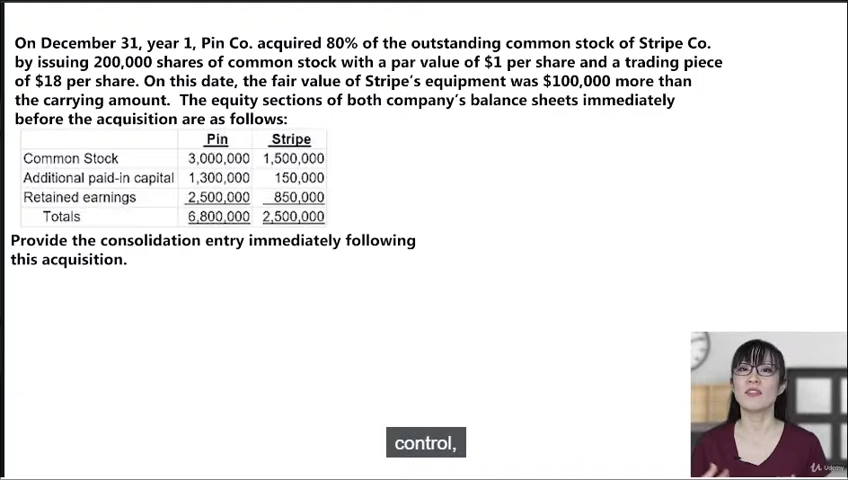 On December 31, year 1, Pin Co. acquired 80% of the outstanding common stock of Stripe Co.
by issuing 200,000 shares of common stock with a par value of $1 per share and a trading piece
of $18 per share. On this date, the fair value of Stripe's equipment was $100,000 more than
the carrying amount. The equity sections of both company's balance sheets immediately
before the acquisition are as follows:
Pin Stripe
Common Stock 3,000,000 1,500,000
Additional paid-in capital 1,300,000 150,000
Retained earnings 2,500,000 850,000
Totals 6,800,000 2,500,000
Provide the consolidation entry immediately following
this acquisition.
control,
Udemy